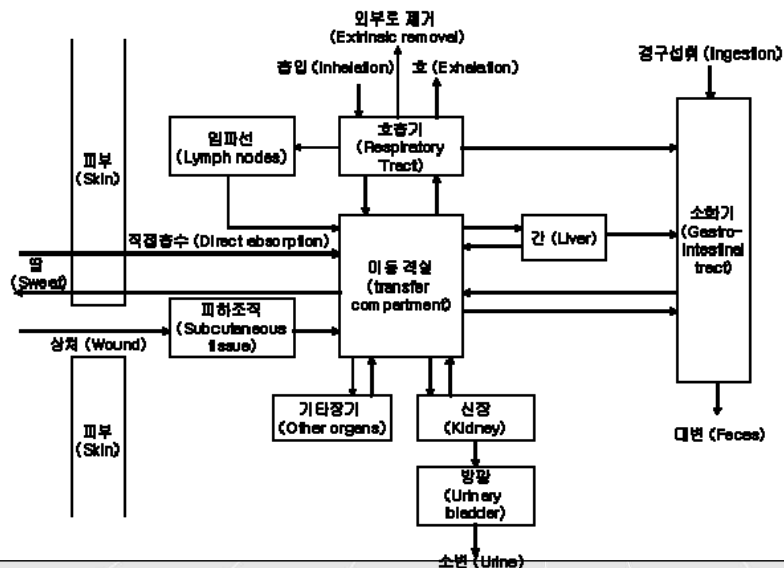 외부로 제거
(Extrinsic removal)
흡입 (Inhalation)
호 (Exhalation)
경구섭취 (Ingestion)
임파선
(Lymph nodes)
호흡기
(Respiratory
Tract)
피부
(Skin)
직접흡수 (Direct absorption)
땀
(Sweat)
이동 격실
(transfer
compartment)
간 (Liver)
소화기
(Gastro-
intestinal
tract)
피하조직
(Subcutaneous
tissue)
상처 (Wound)
기타장기
(Other organs)
신장
(Kidney)
피부
(Skin)
대변 (Feces)
방광
(Urinary
bladder)
소변 (Urine)